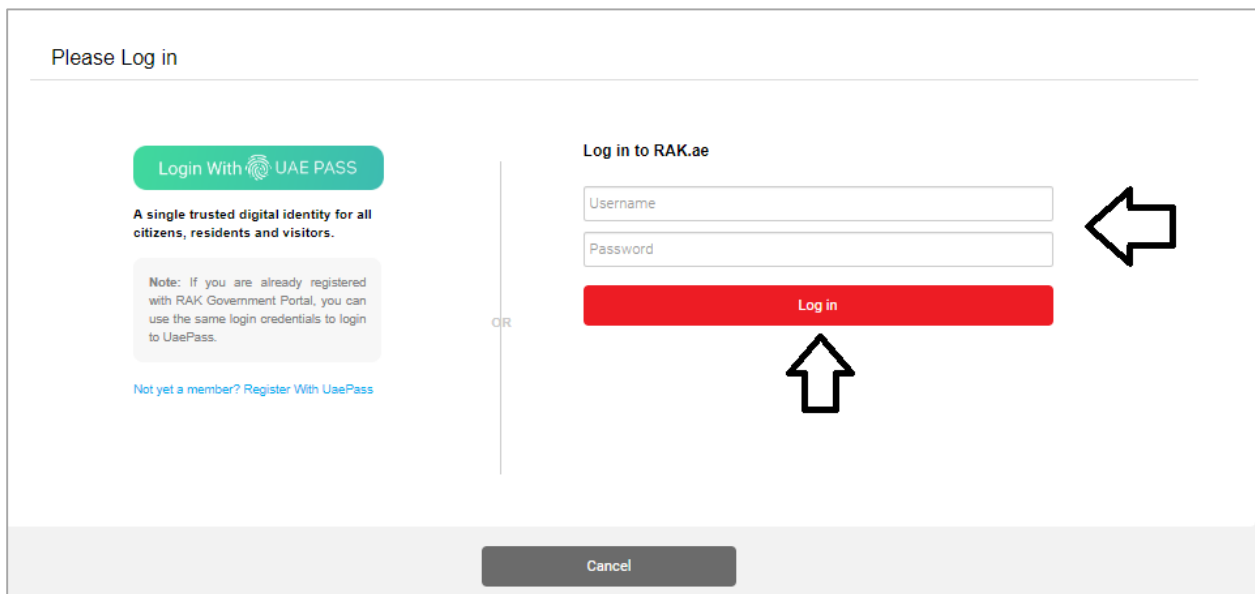 Please Log in
Login With UAE PASS
A single trusted digital identity for all
citizens, residents and visitors.
Note: If you are already registered
with RAK Government Portal, you can
use the same login credentials to login
to UaePass.
Not yet a member? Register With UaePass
OR
Log in to RAK.ae
Username
Password
Log in
Cancel